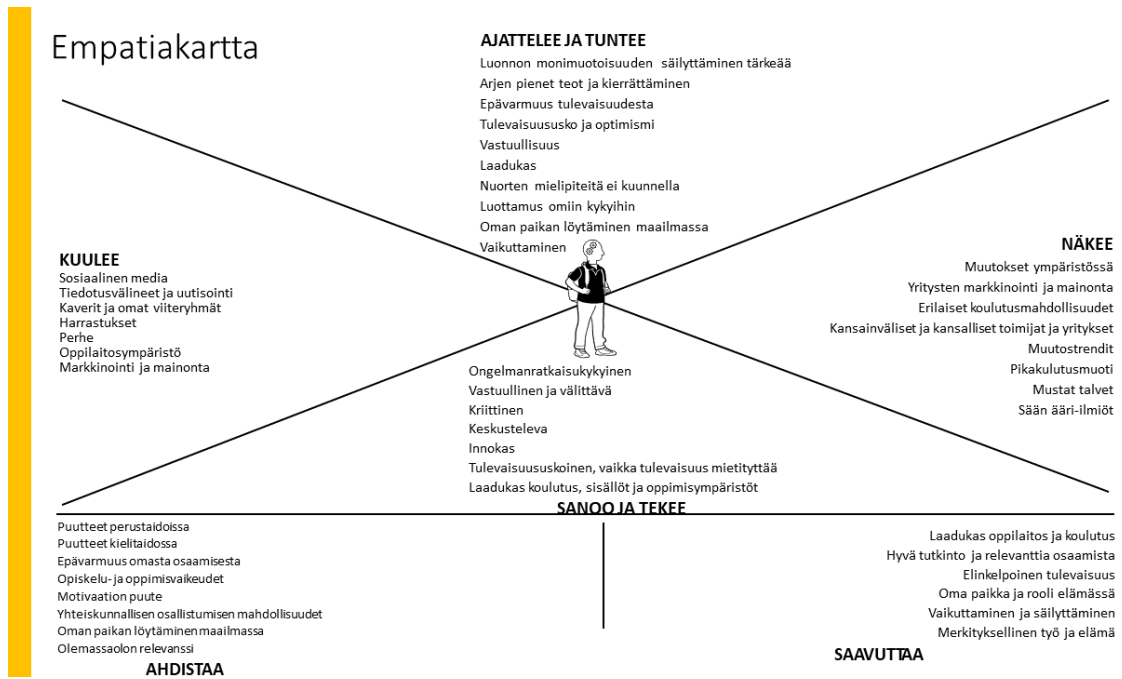 Empatiakartta
AJATTELEE JA TUNTEE
Luonnon monimuotoisuuden säilyttäminen tärkeää
Arjen pienet teot ja kierrättäminen
Epävarmuus tulevaisuudesta
Tulevaisuususko ja optimismi
Vastuullisuus
Laadukas
Nuorten mielipiteitä ei kuunnella
Luottamus omiin kykyihin
Oman paikan löytäminen maailmassa
Vaikuttaminen
KUULEE
Sosiaalinen media
Tiedotusvälineet ja uutisointi
Kaverit ja omat viiteryhmät
Harrastukset
Perhe
Oppilaitosympäristö
Markkinointi ja mainonta
NÄKEE
Muutokset ympäristössä
Yritysten markkinointi ja mainonta
Erilaiset koulutusmahdollisuudet
Kansainväliset ja kansalliset toimijat ja yritykset
Muutostrendit
Pikakulutusmuoti
Mustat talvet
Sään ääri-ilmiöt
Ongelmanratkaisukykyinen
Vastuullinen ja välittävä
Kriittinen
Keskusteleva
Innokas
Tulevaisuususkoinen, vaikka tulevaisuus mietityttää
Laadukas koulutus, sisällöt ja oppimisympäristöt
SANOO JA TEKEE
Puutteet perustaidoissa
Puutteet kielitaidossa
Epävarmuus omasta osaamisesta
Opiskelu- ja oppimisvaikeudet
Motivaation puute
Yhteiskunnallisen osallistumisen mahdollisuudet
Oman paikan löytäminen maailmassa
Olemassaolon relevanssi
AHDISTAA
Laadukas oppilaitos ja koulutus
Hyvä tutkinto ja relevanttia osaamista
Elinkelpoinen tulevaisuus
Oma paikka ja rooli elämässä
Vaikuttaminen ja säilyttäminen
Merkityksellinen työ ja elämä
SAAVUTTAA